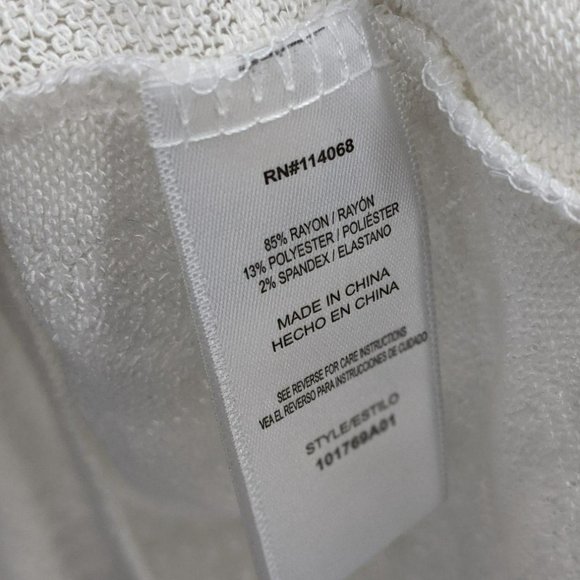 RN#114068
85% RAYON / RAYÓN
13% POLYESTER / POLIÉSTER
2% SPANDEX / ELASTANO
MADE IN CHINA
HECHO EN CHINA
SEE REVERSE FOR CARE INSTRUCTIONS
VEA EL REVERSO PARA INSTRUCCIONES DE CUIDADO
STYLE/ESTILO
101769A01